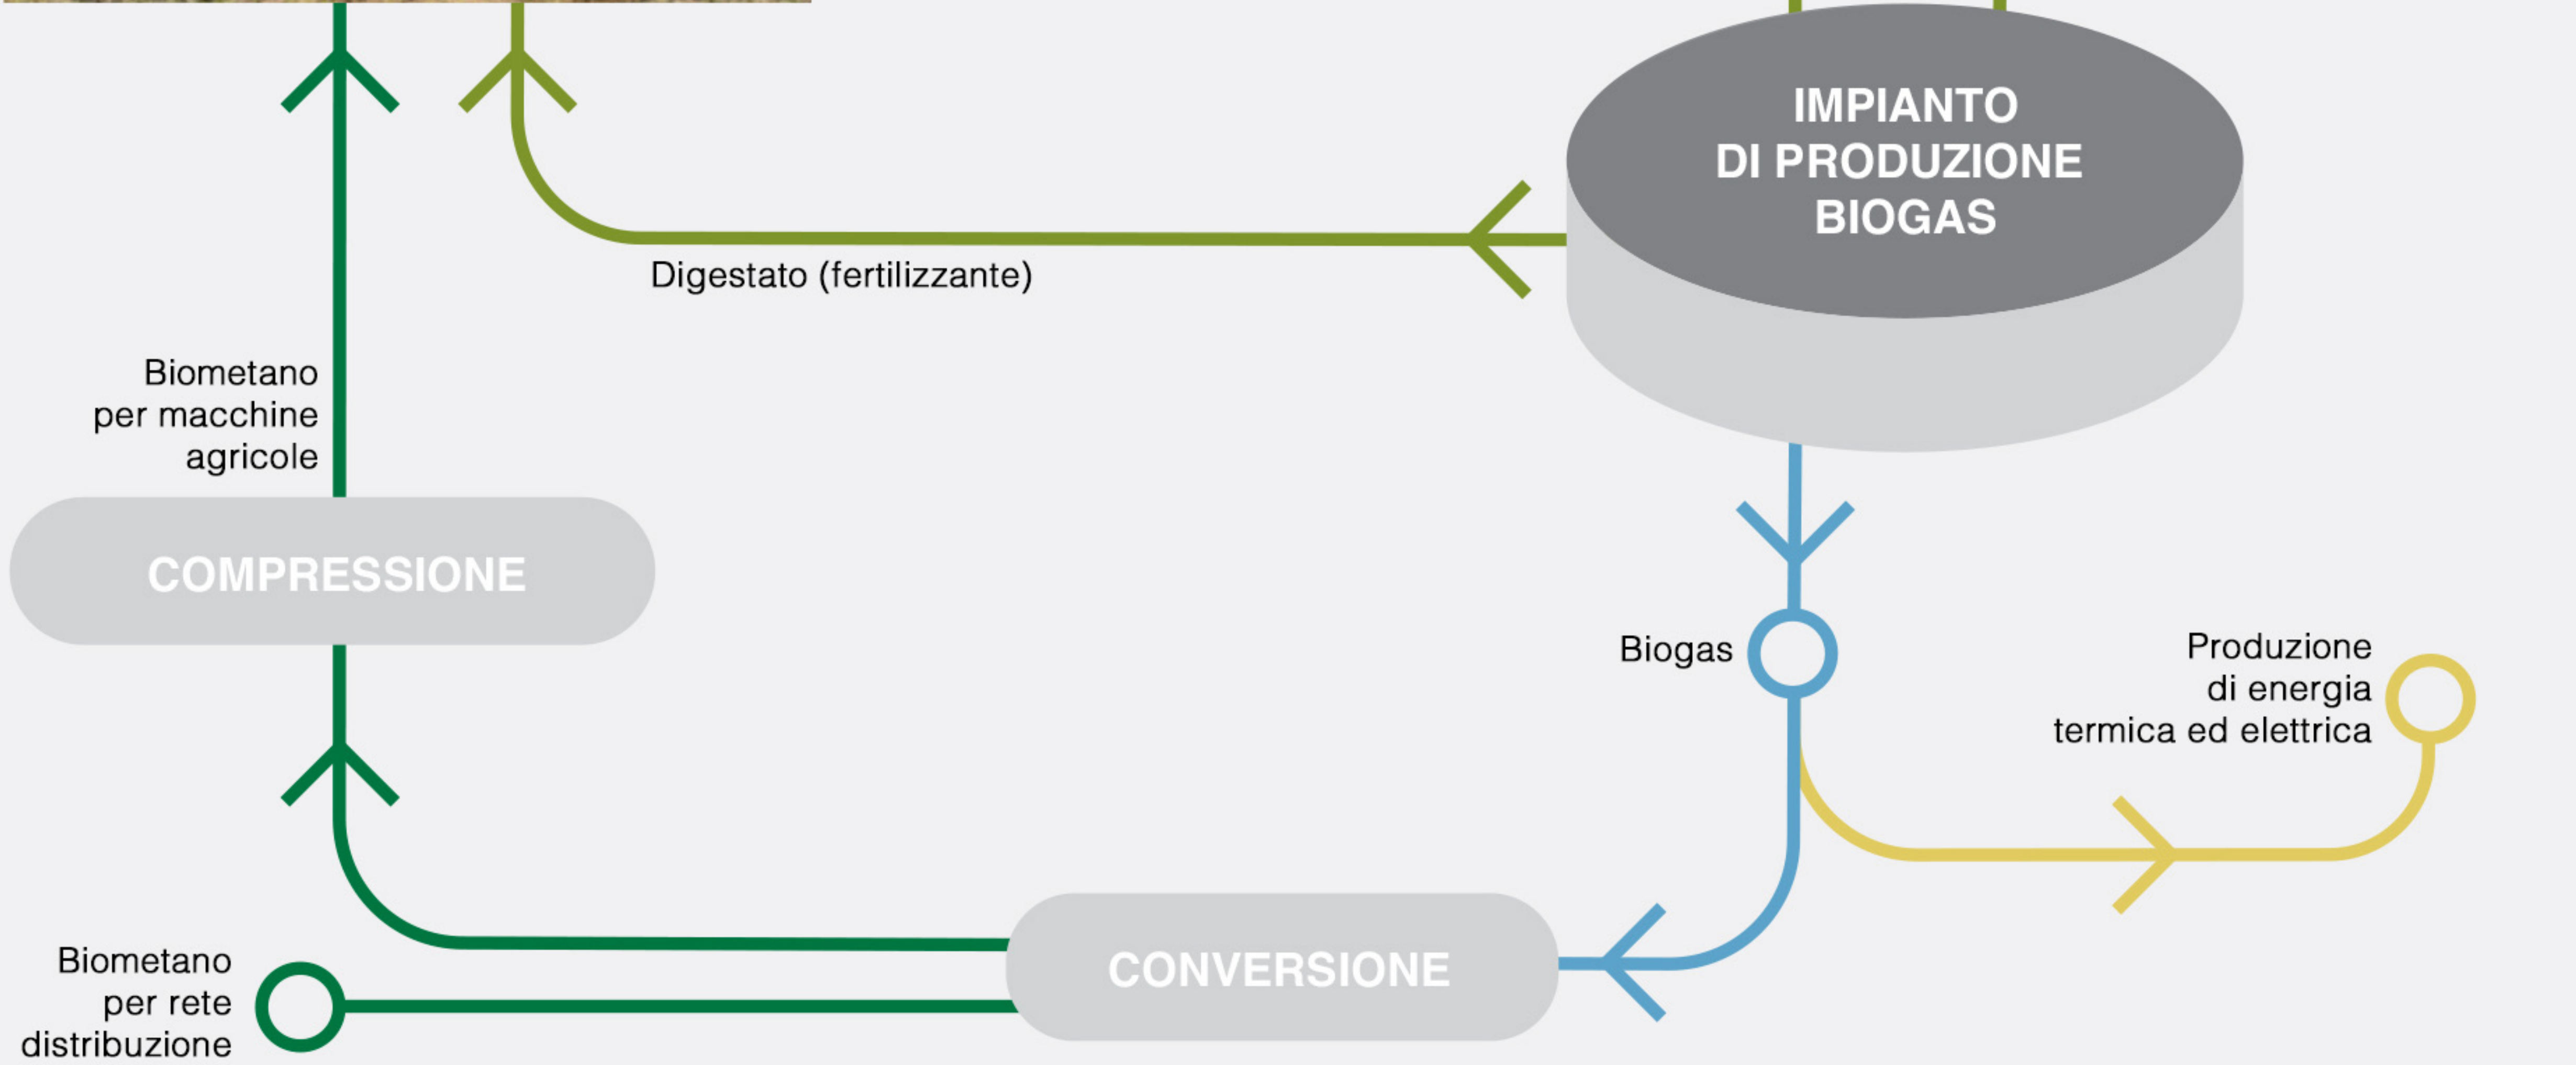 IMPIANTO
DI PRODUZIONE
BIOGAS
Digestato (fertilizzante)
Biometano
per macchine
agricole
COMPRESSIONE
Biogas
Produzione
di energia
termica ed elettrica
CONVERSIONE
Biometano
per rete
distribuzione